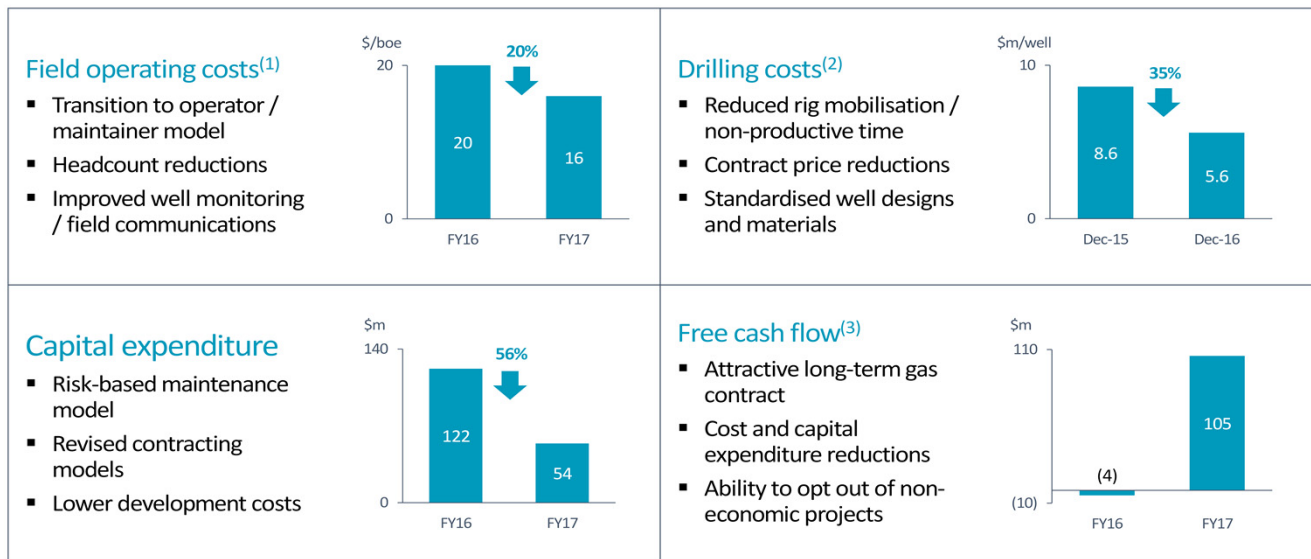 Field operating costs(1)
▪ Transition to operator /
maintainer model
▪ Headcount reductions
▪ Improved well monitoring
/ field communications
$/boe
20
0
20%
20
16
FY16
FY17
Drilling costs(2)
▪ Reduced rig mobilisation /
non-productive time
▪ Contract price reductions
▪ Standardised well designs
and materials
$m/well
10
0
35%
8.6
5.6
Dec-15
Dec-16
Capital expenditure
▪ Risk-based maintenance
model
▪ Revised contracting
models
▪ Lower development costs
$m
140
0
56%
122
54
FY16
FY17
Free cash flow(3)
▪ Attractive long-term gas
contract
▪ Cost and capital
expenditure reductions
▪ Ability to opt out of non-
economic projects
$m
110
(10)
(4)
105
FY16
FY17